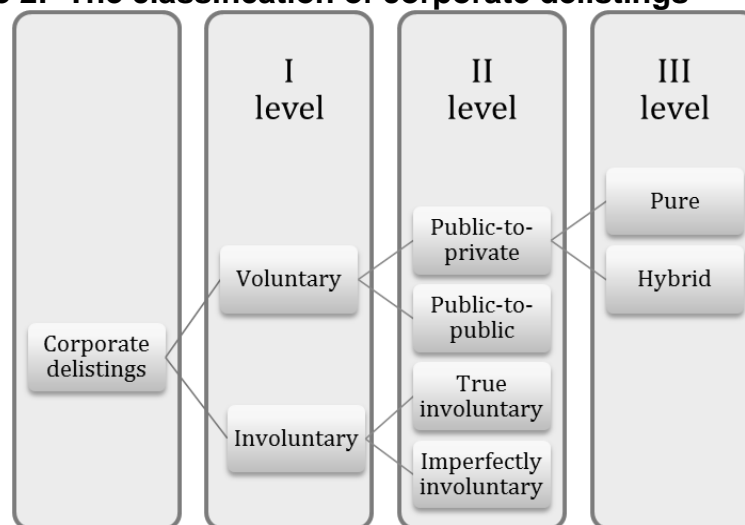 The classification of corporate delistings
I
level
II
level
III
level
Pure
Public-to-
private
Hybrid
Voluntary
Public-to-
public
Corporate
delistings
True
involuntary
Involuntary
Imperfectly
involuntary